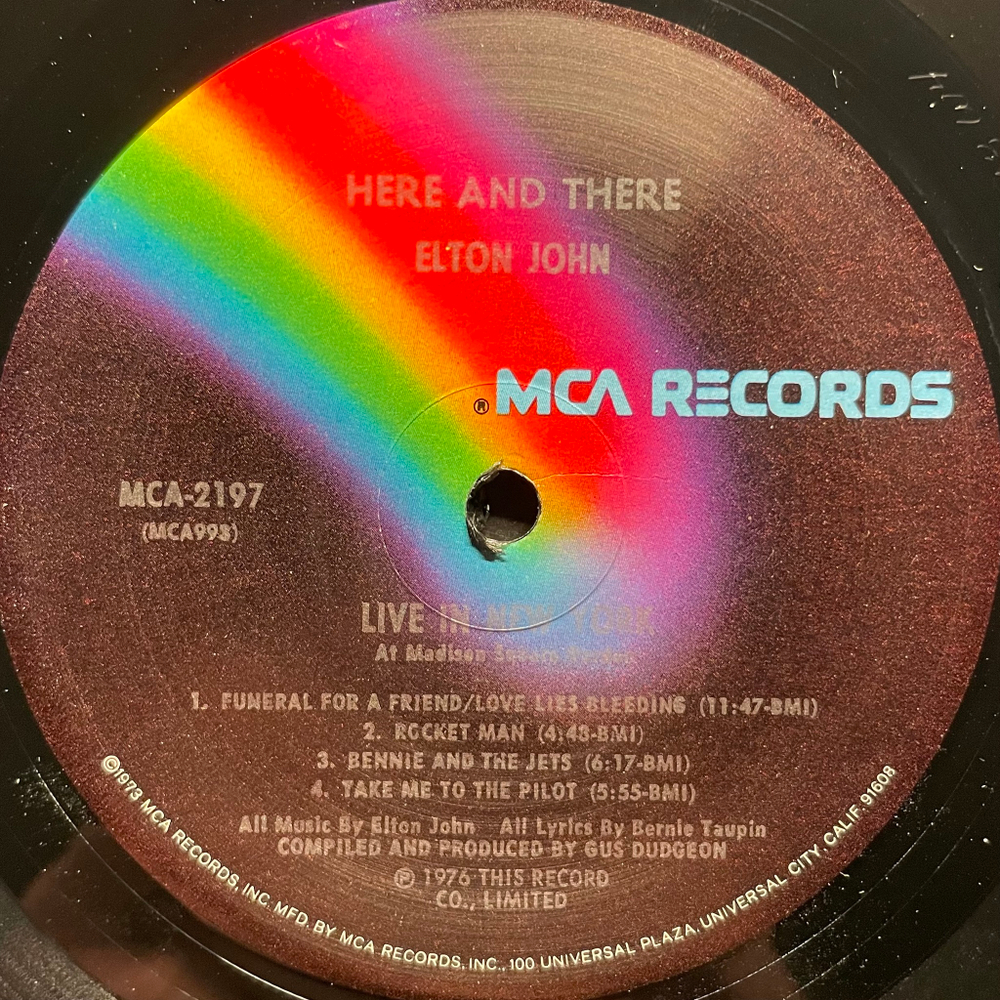 HERE AND THERE
ELTON JOHN
® MCA RECORDS
MCA-2197
(MCA993)
LIVE IN NEW YORK
At Madison Square Garden
1. FUNERAL FOR A FRIEND/LOVE LIES BLEEDING (11:47-BMI)
2. ROCKET MAN (4:48-BMI)
3. BENNIE AND THE JETS (6:17-BMI)
4. TAKE ME TO THE PILOT (5:55-BMI)
All Music By Elton John All Lyrics By Bernie Taupin
COMPILED AND PRODUCED BY GUS DUDGEON
℗ 1976 THIS RECORD
CO., LIMITED
©1973 MCA RECORDS, INC. MFD. BY MCA RECORDS, INC., 100 UNIVERSAL PLAZA, UNIVERSAL CITY, CALIF. 91608